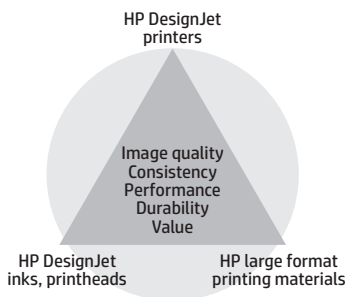 HP DesignJet
printers
Image quality
Consistency
Performance
Durability
Value
HP DesignJet
inks, printheads
HP large format
printing materials